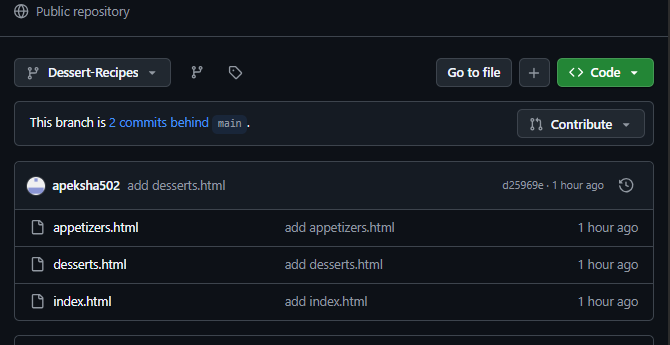 Public repository
Dessert-Recipes Go to file Code
This branch is 2 commits behind main. Contribute
apeksha502 add desserts.html d25969e · 1 hour ago
appetizers.html add appetizers.html 1 hour ago
desserts.html add desserts.html 1 hour ago
index.html add index.html 1 hour ago